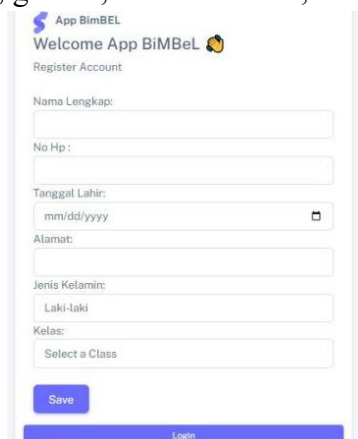 App BimBEL
Welcome App BiMBeL 👏
Register Account
Nama Lengkap:
No Hp :
Tanggal Lahir:
mm/dd/yyyy
Alamat:
Jenis Kelamin:
Laki-laki
Kelas:
Select a Class
Save
Login